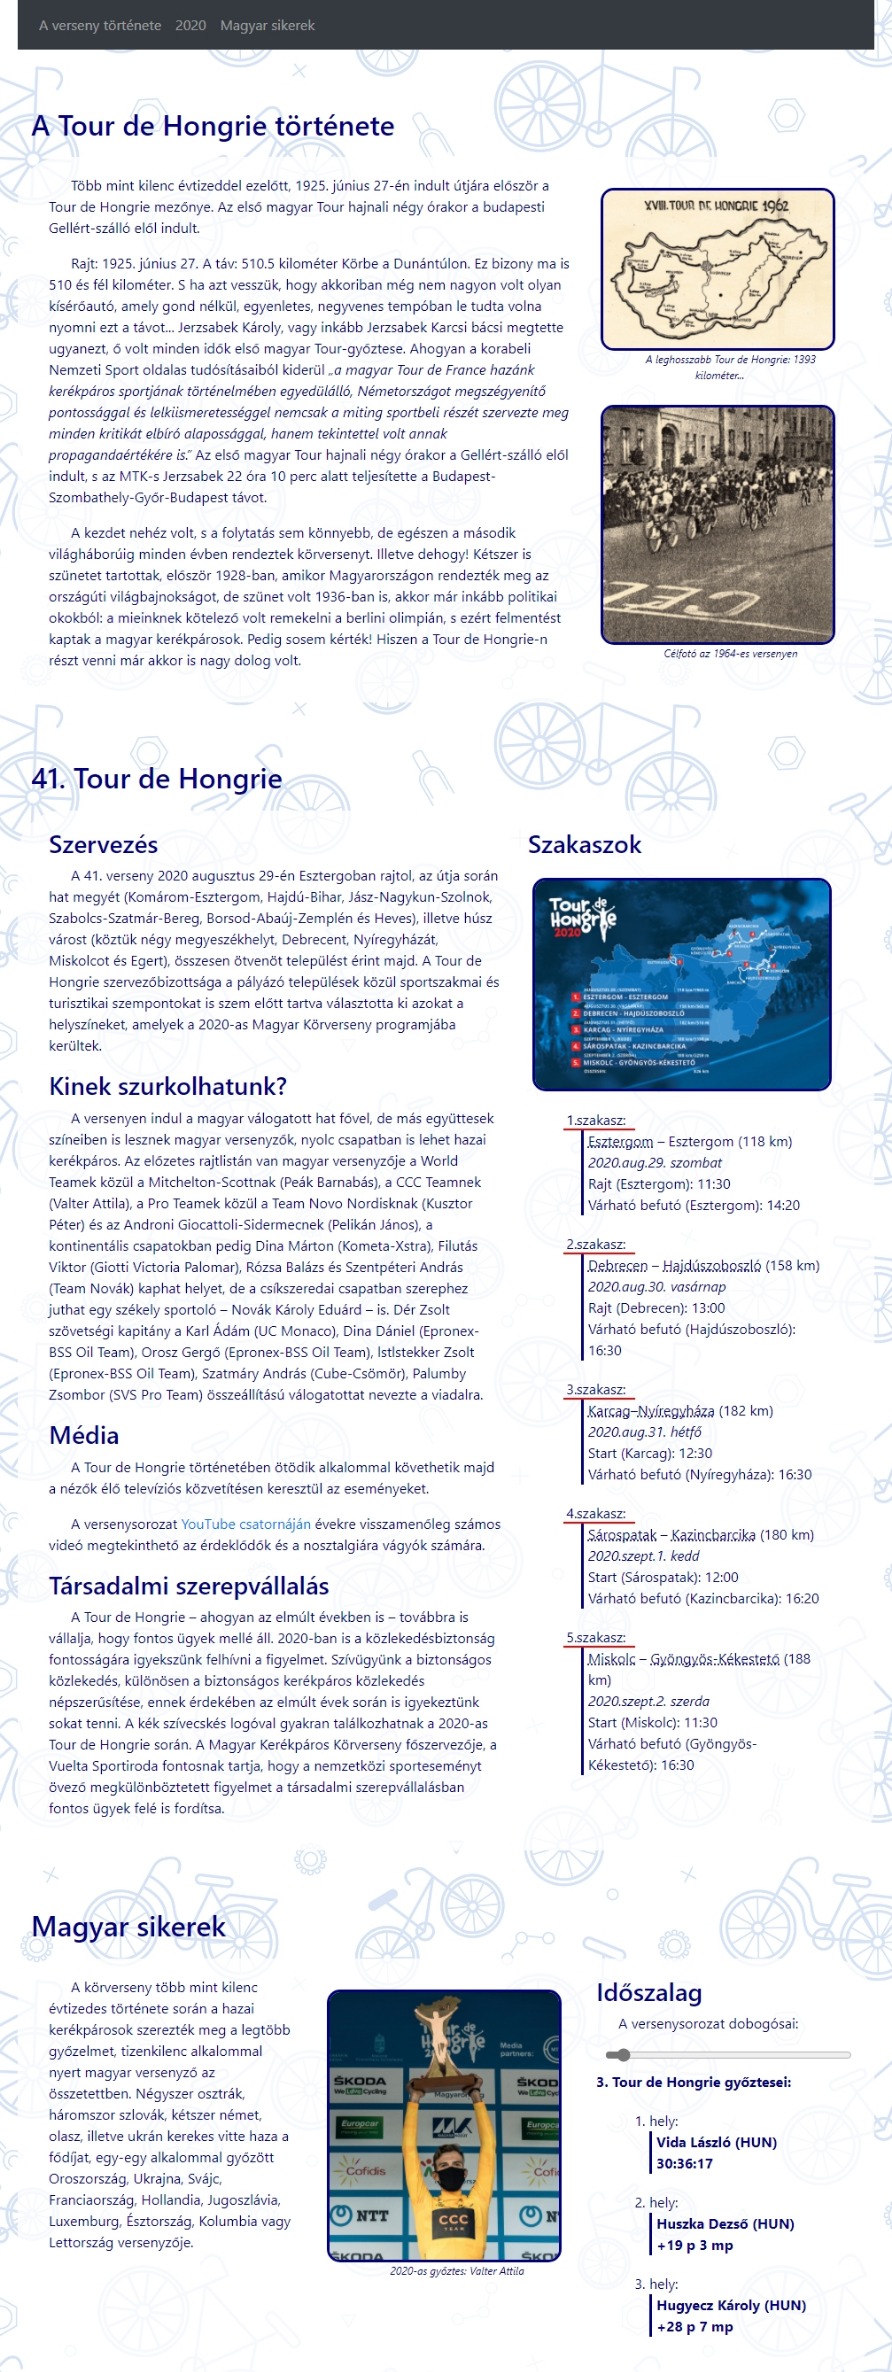 A verseny története 2020 Magyar sikerek
A Tour de Hongrie története
Több mint kilenc évtizeddel ezelőtt, 1925. június 27-én indult útjára először a
Tour de Hongrie mezőnye. Az első magyar Tour hajnali négy órakor a budapesti
Gellért-szálló elől indult.
Rajt: 1925. június 27. A táv: 510.5 kilométer Körbe a Dunántúlon. Ez bizony ma is
510 és fél kilométer. S ha azt vesszük, hogy akkoriban még nem nagyon volt olyan
kísérőautó, amely gond nélkül, egyenletes, negyvenes tempóban le tudta volna
nyomni ezt a távot... Jerzsabek Károly, vagy inkább Jerzsabek Karcsi bácsi megtette
ugyanezt, ő volt minden idők első magyar Tour-győztese. Ahogyan a korabeli
Nemzeti Sport oldalas tudósításaiból kiderül „a magyar Tour de France hazánk
kerékpáros sportjának történelmében egyedülálló, Németországot megszégyenítő
pontossággal és lelkiismeretességgel nemcsak a miting sportbeli részét szervezte meg
minden kritikát elbíró alapossággal, hanem tekintettel volt annak
propagandaértékére is.” Az első magyar Tour hajnali négy órakor a Gellért-szálló elől
indult, s az MTK-s Jerzsabek 22 óra 10 perc alatt teljesítette a Budapest-
Szombathely-Győr-Budapest távot.
A kezdet nehéz volt, s a folytatás sem könnyebb, de egészen a második
világháborúig minden évben rendeztek körversenyt. Illetve dehogy! Kétszer is
szünetet tartottak, először 1928-ban, amikor Magyarországon rendezték meg az
országúti világbajnokságot, de szünet volt 1936-ban is, akkor már inkább politikai
okokból: a mieinknek kötelező volt remekelni a berlini olimpián, s ezért felmentést
kaptak a magyar kerékpárosok. Pedig sosem kérték! Hiszen a Tour de Hongrie-n
részt venni már akkor is nagy dolog volt.
XVIII. TOUR DE HONGRIE 1962
A leghosszabb Tour de Hongrie: 1393
kilométer...
CÉL
Célfotó az 1964-es versenyen
41. Tour de Hongrie
Szervezés
A 41. verseny 2020 augusztus 29-én Esztergoban rajtol, az útja során
hat megyét (Komárom-Esztergom, Hajdú-Bihar, Jász-Nagykun-Szolnok,
Szabolcs-Szatmár-Bereg, Borsod-Abaúj-Zemplén és Heves), illetve húsz
várost (köztük négy megyeszékhelyt, Debrecent, Nyíregyházát,
Miskolcot és Egert), összesen ötvenöt települést érint majd. A Tour de
Hongrie szervezőbizottsága a pályázó települések közül sportszakmai és
turisztikai szempontokat is szem előtt tartva választotta ki azokat a
helyszíneket, amelyek a 2020-as Magyar Körverseny programjába
kerültek.
Kinek szurkolhatunk?
A versenyen indul a magyar válogatott hat fővel, de más együttesek
színeiben is lesznek magyar versenyzők, nyolc csapatban is lehet hazai
kerékpáros. Az előzetes rajtlistán van magyar versenyzője a World
Teamek közül a Mitchelton-Scottnak (Peák Barnabás), a CCC Teamnek
(Valter Attila), a Pro Teamek közül a Team Novo Nordisknak (Kusztor
Péter) és az Androni Giocattoli-Sidermecnek (Pelikán János), a
kontinentális csapatokban pedig Dina Márton (Kometa-Xstra), Filutás
Viktor (Giotti Victoria Palomar), Rózsa Balázs és Szentpéteri András
(Team Novák) kaphat helyet, de a csíkszeredai csapatban szerephez
juthat egy székely sportoló – Novák Károly Eduárd – is. Dér Zsolt
szövetségi kapitány a Karl Ádám (UC Monaco), Dina Dániel (Epronex-
BSS Oil Team), Orosz Gergő (Epronex-BSS Oil Team), Istlstekker Zsolt
(Epronex-BSS Oil Team), Szatmáry András (Cube-Csömör), Palumby
Zsombor (SVS Pro Team) összeállítású válogatottat nevezte a viadalra.
Média
A Tour de Hongrie történetében ötödik alkalommal követhetik majd
a nézők élő televíziós közvetítésen keresztül az eseményeket.
A versenysorozat YouTube csatornáján évekre visszamenőleg számos
videó megtekinthető az érdeklődők és a nosztalgiára vágyók számára.
Társadalmi szerepvállalás
A Tour de Hongrie – ahogyan az elmúlt években is – továbbra is
vállalja, hogy fontos ügyek mellé áll. 2020-ban is a közlekedésbiztonság
fontosságára igyekszünk felhívni a figyelmet. Szívügyünk a biztonságos
közlekedés, különösen a biztonságos kerékpáros közlekedés
népszerűsítése, ennek érdekében az elmúlt évek során is igyekeztünk
sokat tenni. A kék szívecskés logóval gyakran találkozhatnak a 2020-as
Tour de Hongrie során. A Magyar Kerékpáros Körverseny főszervezője, a
Vuelta Sportiroda fontosnak tartja, hogy a nemzetközi sporteseményt
övező megkülönböztetett figyelmet a társadalmi szerepvállalásban
fontos ügyek felé is fordítsa.
Szakaszok
Tour de
Hongrie
2020
1. ESZTERGOM - ESZTERGOM
2. DEBRECEN - HAJDÚSZOBOSZLÓ
3. KARCAG - NYÍREGYHÁZA
4. SÁROSPATAK - KAZINCBARCIKA
5. MISKOLC - GYÖNGYÖS-KÉKESTETŐ
1.szakasz:
Esztergom – Esztergom (118 km)
2020.aug.29. szombat
Rajt (Esztergom): 11:30
Várható befutó (Esztergom): 14:20
2.szakasz:
Debrecen – Hajdúszoboszló (158 km)
2020.aug.30. vasárnap
Rajt (Debrecen): 13:00
Várható befutó (Hajdúszoboszló):
16:30
3.szakasz:
Karcag–Nyíregyháza (182 km)
2020.aug.31. hétfő
Start (Karcag): 12:30
Várható befutó (Nyíregyháza): 16:30
4.szakasz:
Sárospatak – Kazincbarcika (180 km)
2020.szept.1. kedd
Start (Sárospatak): 12:00
Várható befutó (Kazincbarcika): 16:20
5.szakasz:
Miskolc – Gyöngyös-Kékestető (188
km)
2020.szept.2. szerda
Start (Miskolc): 11:30
Várható befutó (Gyöngyös-
Kékestető): 16:30
Magyar sikerek
A körverseny több mint kilenc
évtizedes története során a hazai
kerékpárosok szerezték meg a legtöbb
győzelmet, tizenkilenc alkalommal
nyert magyar versenyző az
összetettben. Négyszer osztrák,
háromszor szlovák, kétszer német,
olasz, illetve ukrán kerekes vitte haza a
fődíjat, egy-egy alkalommal győzött
Oroszország, Ukrajna, Svájc,
Franciaország, Hollandia, Jugoszlávia,
Luxemburg, Észtország, Kolumbia vagy
Lettország versenyzője.
Tour de Hongrie
Media
partners:
ŠKODA
We Love Cycling
ŠKODA
We Love Cycling
Europcar
Europcar
Cofidis
Cofidis
NTT
NTT
CCC
TEAM
ŠKODA
ŠKODA
2020-as győztes: Valter Attila
Időszalag
A versenysorozat dobogósai:
3. Tour de Hongrie győztesei:
1. hely:
Vida László (HUN)
30:36:17
2. hely:
Huszka Dezső (HUN)
+19 p 3 mp
3. hely:
Hugyecz Károly (HUN)
+28 p 7 mp